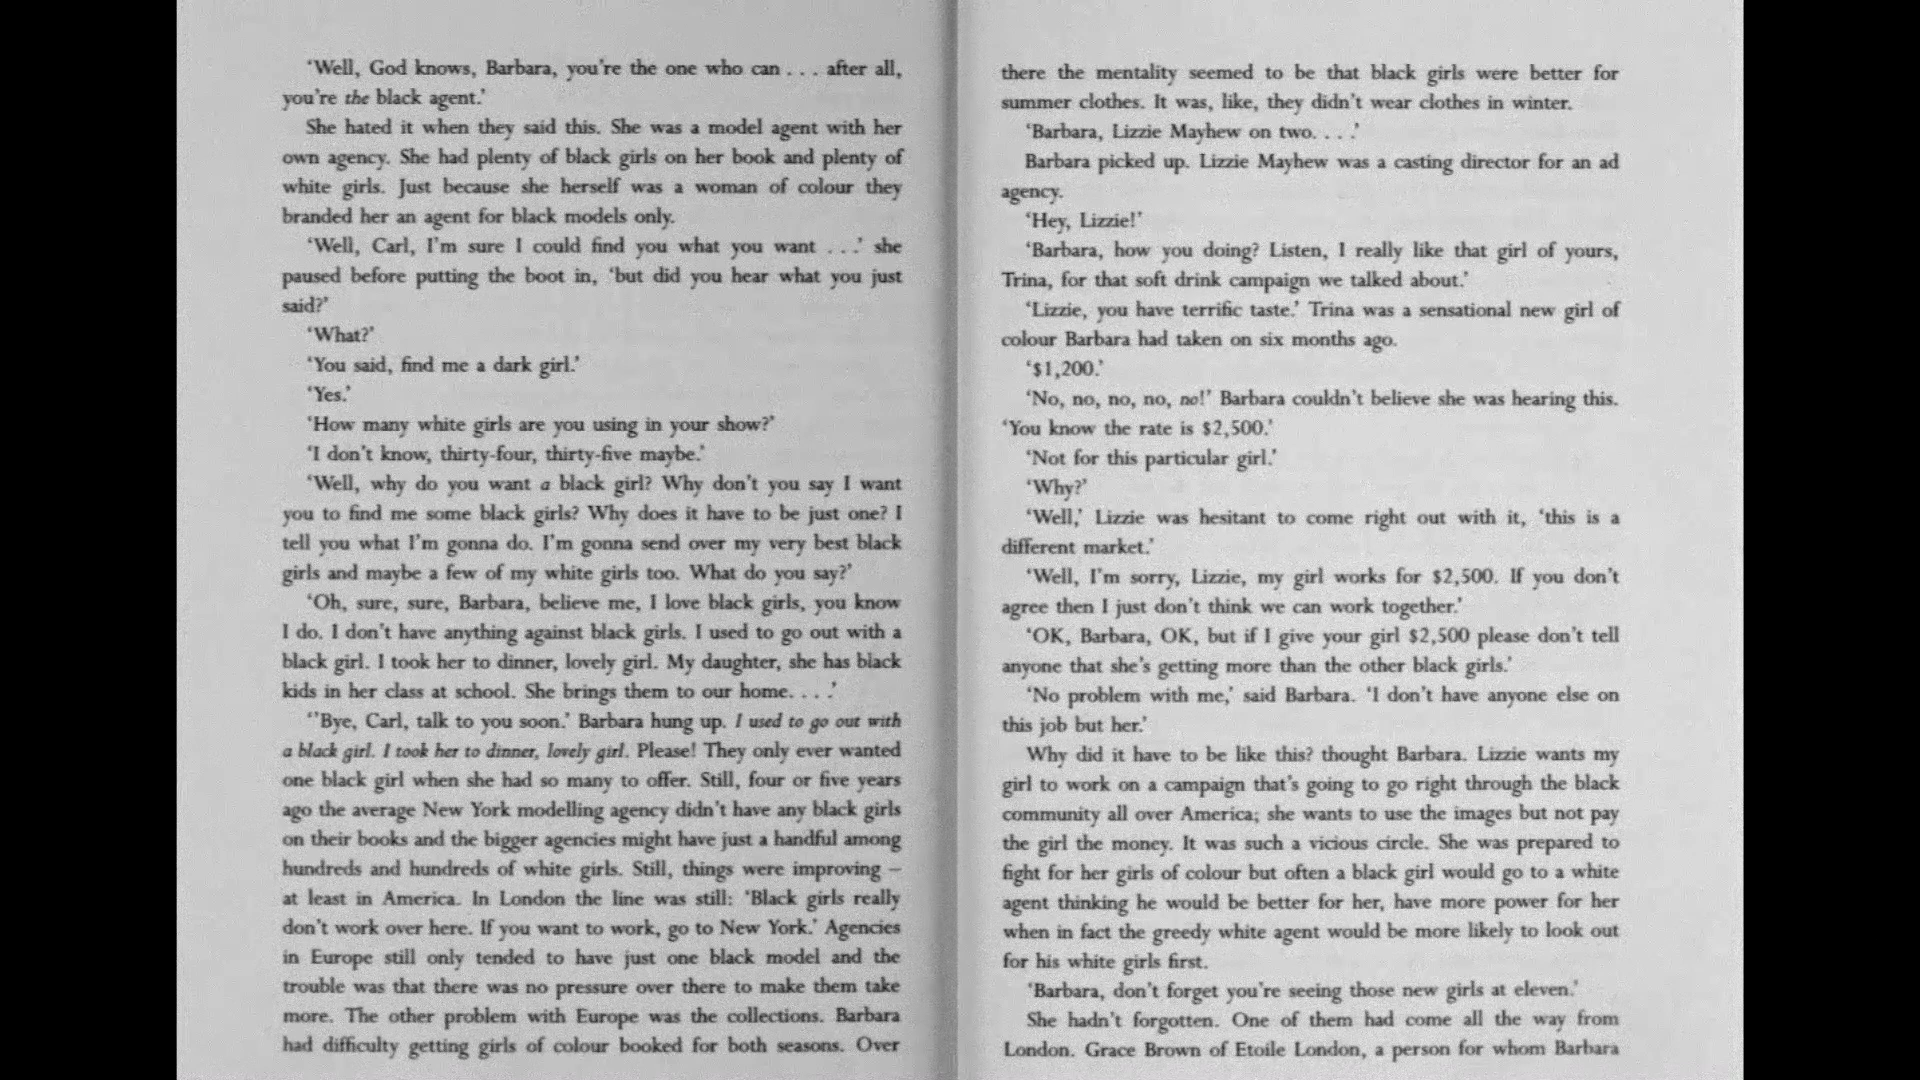 ‘Well, God knows, Barbara, you’re the one who can . . . after all,
you’re the black agent.’
She hated it when they said this. She was a model agent with her
own agency. She had plenty of black girls on her book and plenty of
white girls. Just because she herself was a woman of colour they
branded her an agent for black models only.
‘Well, Carl, I’m sure I could find you what you want . . .’ she
paused before putting the boot in, ‘but did you hear what you just
said?’
‘What?’
‘You said, find me a dark girl.’
‘Yes.’
‘How many white girls are you using in your show?’
‘I don’t know, thirty-four, thirty-five maybe.’
‘Well, why do you want a black girl? Why don’t you say I want
you to find me some black girls? Why does it have to be just one? I
tell you what I’m gonna do. I’m gonna send over my very best black
girls and maybe a few of my white girls too. What do you say?’
‘Oh, sure, sure, Barbara, believe me, I love black girls, you know
I do. I don’t have anything against black girls. I used to go out with a
black girl. I took her to dinner, lovely girl. My daughter, she has black
kids in her class at school. She brings them to our home. . . .’
‘’Bye, Carl, talk to you soon.’ Barbara hung up. I used to go out with
a black girl. I took her to dinner, lovely girl. Please! They only ever wanted
one black girl when she had so many to offer. Still, four or five years
ago the average New York modelling agency didn’t have any black girls
on their books and the bigger agencies might have just a handful among
hundreds and hundreds of white girls. Still, things were improving –
at least in America. In London the line was still: ‘Black girls really
don’t work over here. If you want to work, go to New York.’ Agencies
in Europe still only tended to have just one black model and the
trouble was that there was no pressure over there to make them take
more. The other problem with Europe was the collections. Barbara
had difficulty getting girls of colour booked for both seasons. Over
there the mentality seemed to be that black girls were better for
summer clothes. It was, like, they didn’t wear clothes in winter.
‘Barbara, Lizzie Mayhew on two. . . .’
Barbara picked up. Lizzie Mayhew was a casting director for an ad
agency.
‘Hey, Lizzie!’
‘Barbara, how you doing? Listen, I really like that girl of yours,
Trina, for that soft drink campaign we talked about.’
‘Lizzie, you have terrific taste.’ Trina was a sensational new girl of
colour Barbara had taken on six months ago.
‘$1,200.’
‘No, no, no, no, no!’ Barbara couldn’t believe she was hearing this.
‘You know the rate is $2,500.’
‘Not for this particular girl.’
‘Why?’
‘Well,’ Lizzie was hesitant to come right out with it, ‘this is a
different market.’
‘Well, I’m sorry, Lizzie, my girl works for $2,500. If you don’t
agree then I just don’t think we can work together.’
‘OK, Barbara, OK, but if I give your girl $2,500 please don’t tell
anyone that she’s getting more than the other black girls.’
‘No problem with me,’ said Barbara. ‘I don’t have anyone else on
this job but her.’
Why did it have to be like this? thought Barbara. Lizzie wants my
girl to work on a campaign that’s going to go right through the black
community all over America; she wants to use the images but not pay
the girl the money. It was such a vicious circle. She was prepared to
fight for her girls of colour but often a black girl would go to a white
agent thinking he would be better for her, have more power for her
when in fact the greedy white agent would be more likely to look out
for his white girls first.
‘Barbara, don’t forget you’re seeing those new girls at eleven.’
She hadn’t forgotten. One of them had come all the way from
London. Grace Brown of Etoile London, a person for whom Barbara